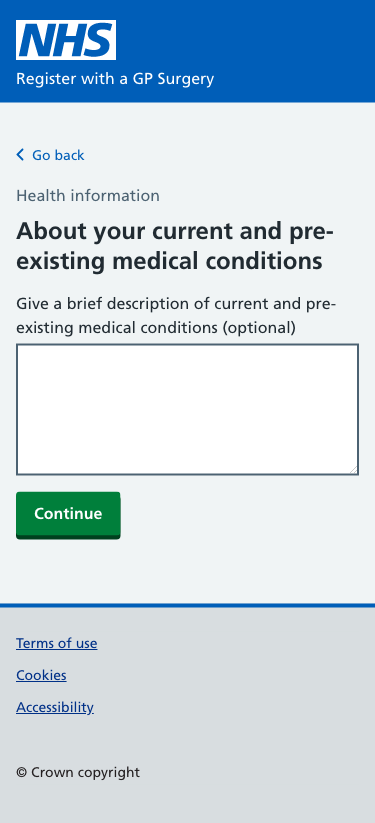 NHS
Register with a GP Surgery
Go back
Health information
About your current and pre-
existing medical conditions
Give a brief description of current and pre-
existing medical conditions (optional)
Continue
Terms of use
Cookies
Accessibility
© Crown copyright